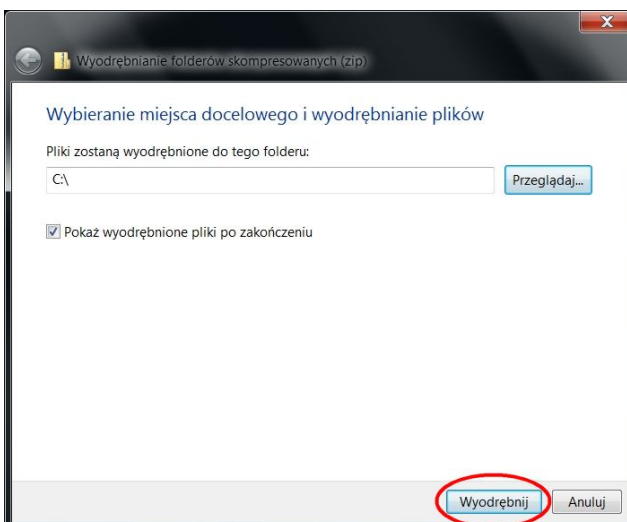 Wyodrębnianie folderów skompresowanych (zip)
Wybieranie miejsca docelowego i wyodrębnianie plików
Pliki zostaną wyodrębnione do tego folderu:
C:\
Przeglądaj...
Pokaż wyodrębnione pliki po zakończeniu
Wyodrębnij Anuluj